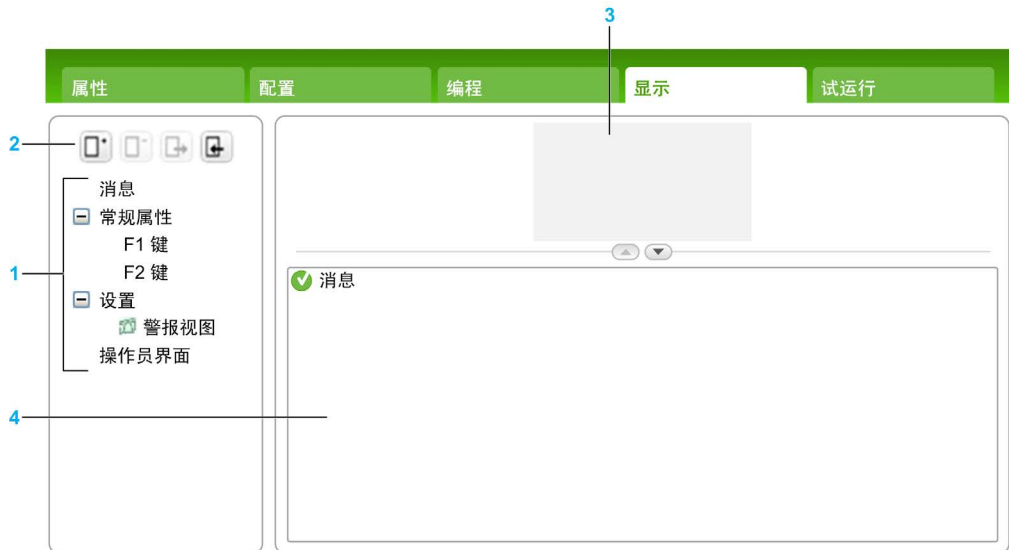 3
属性 配置 编程 显示 试运行
2
消息
常规属性
F1 键
F2 键
1
设置
警报视图
操作员界面
消息
4